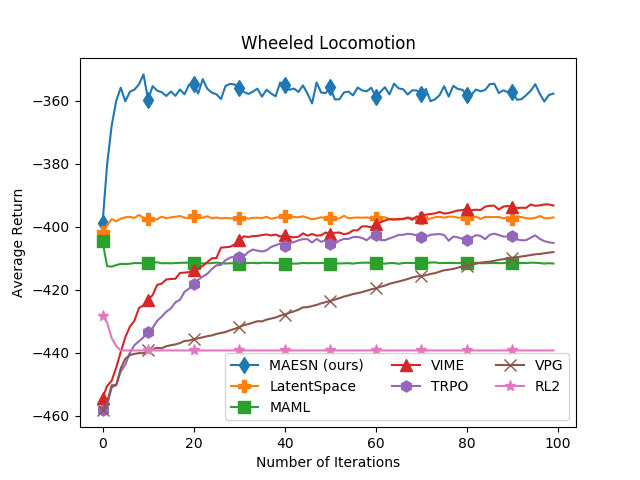 Wheeled Locomotion
Average Return
−360
−380
−400
−420
−440
−460
MAESN (ours)
LatentSpace
MAML
VIME
TRPO
VPG
RL2
0
20
40
60
80
100
Number of Iterations